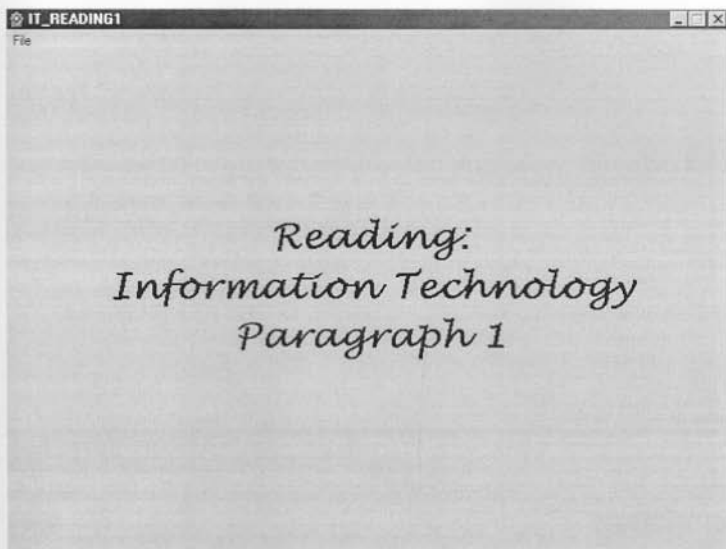 IT_READING1
File
Reading:
Information Technology
Paragraph 1